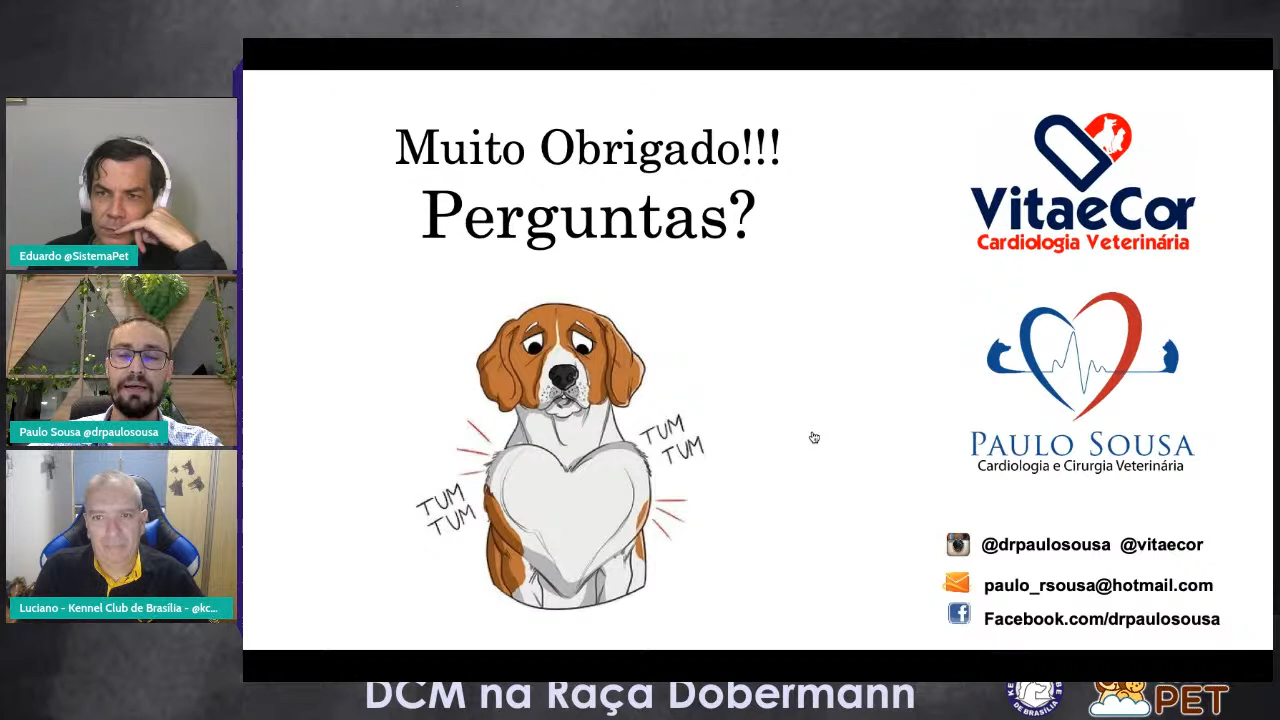 Muito Obrigado!!!
Perguntas?
VitaeCor
Cardiologia Veterinária
PAULO SOUSA
Cardiologia e Cirurgia Veterinária
TUM
TUM
TUM
TUM
@drpaulosousa @vitaecor
paulo_rsousa@hotmail.com
Facebook.com/drpaulosousa
Eduardo @SistemaPet
Paulo Sousa @drpaulosousa
Luciano - Kennel Club de Brasília - @kc...
DCM na Raça Dobermann
DE BRASILIA
PET